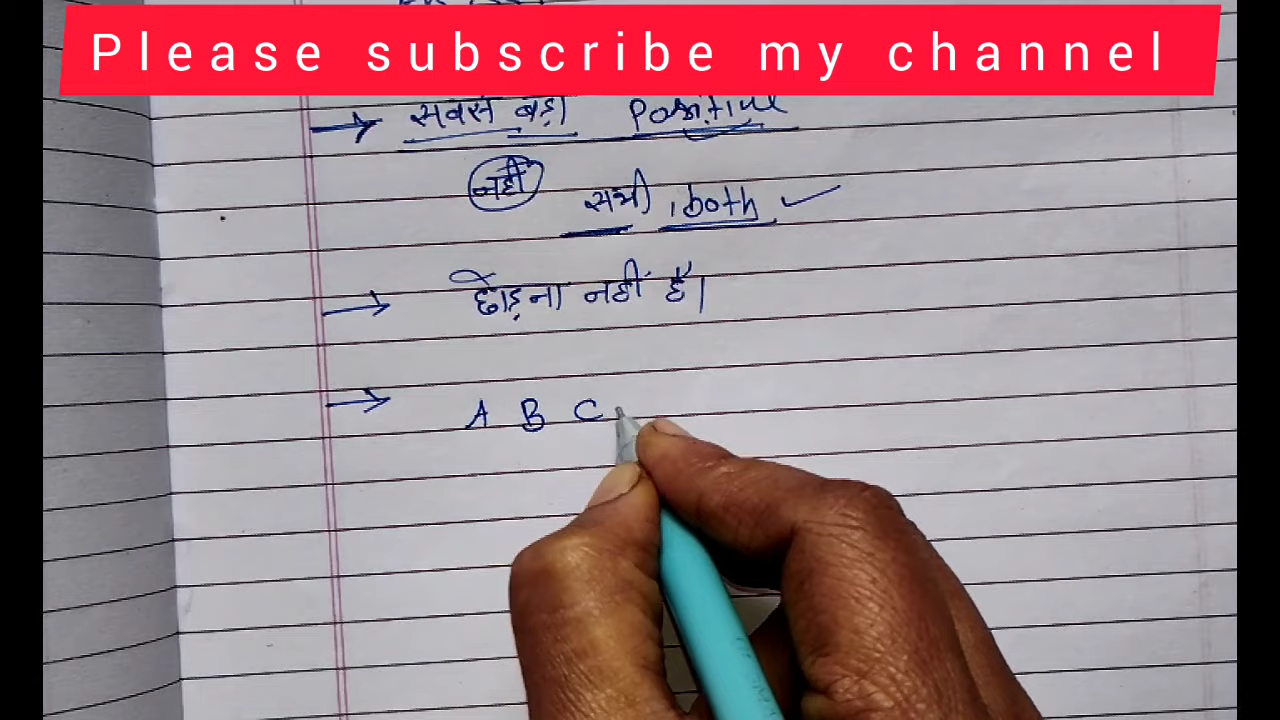 Please subscribe my channel
सबसे बड़ा Positive
नहीं
सभी , both ✓
→ छोड़ना नहीं है।
→ A B C